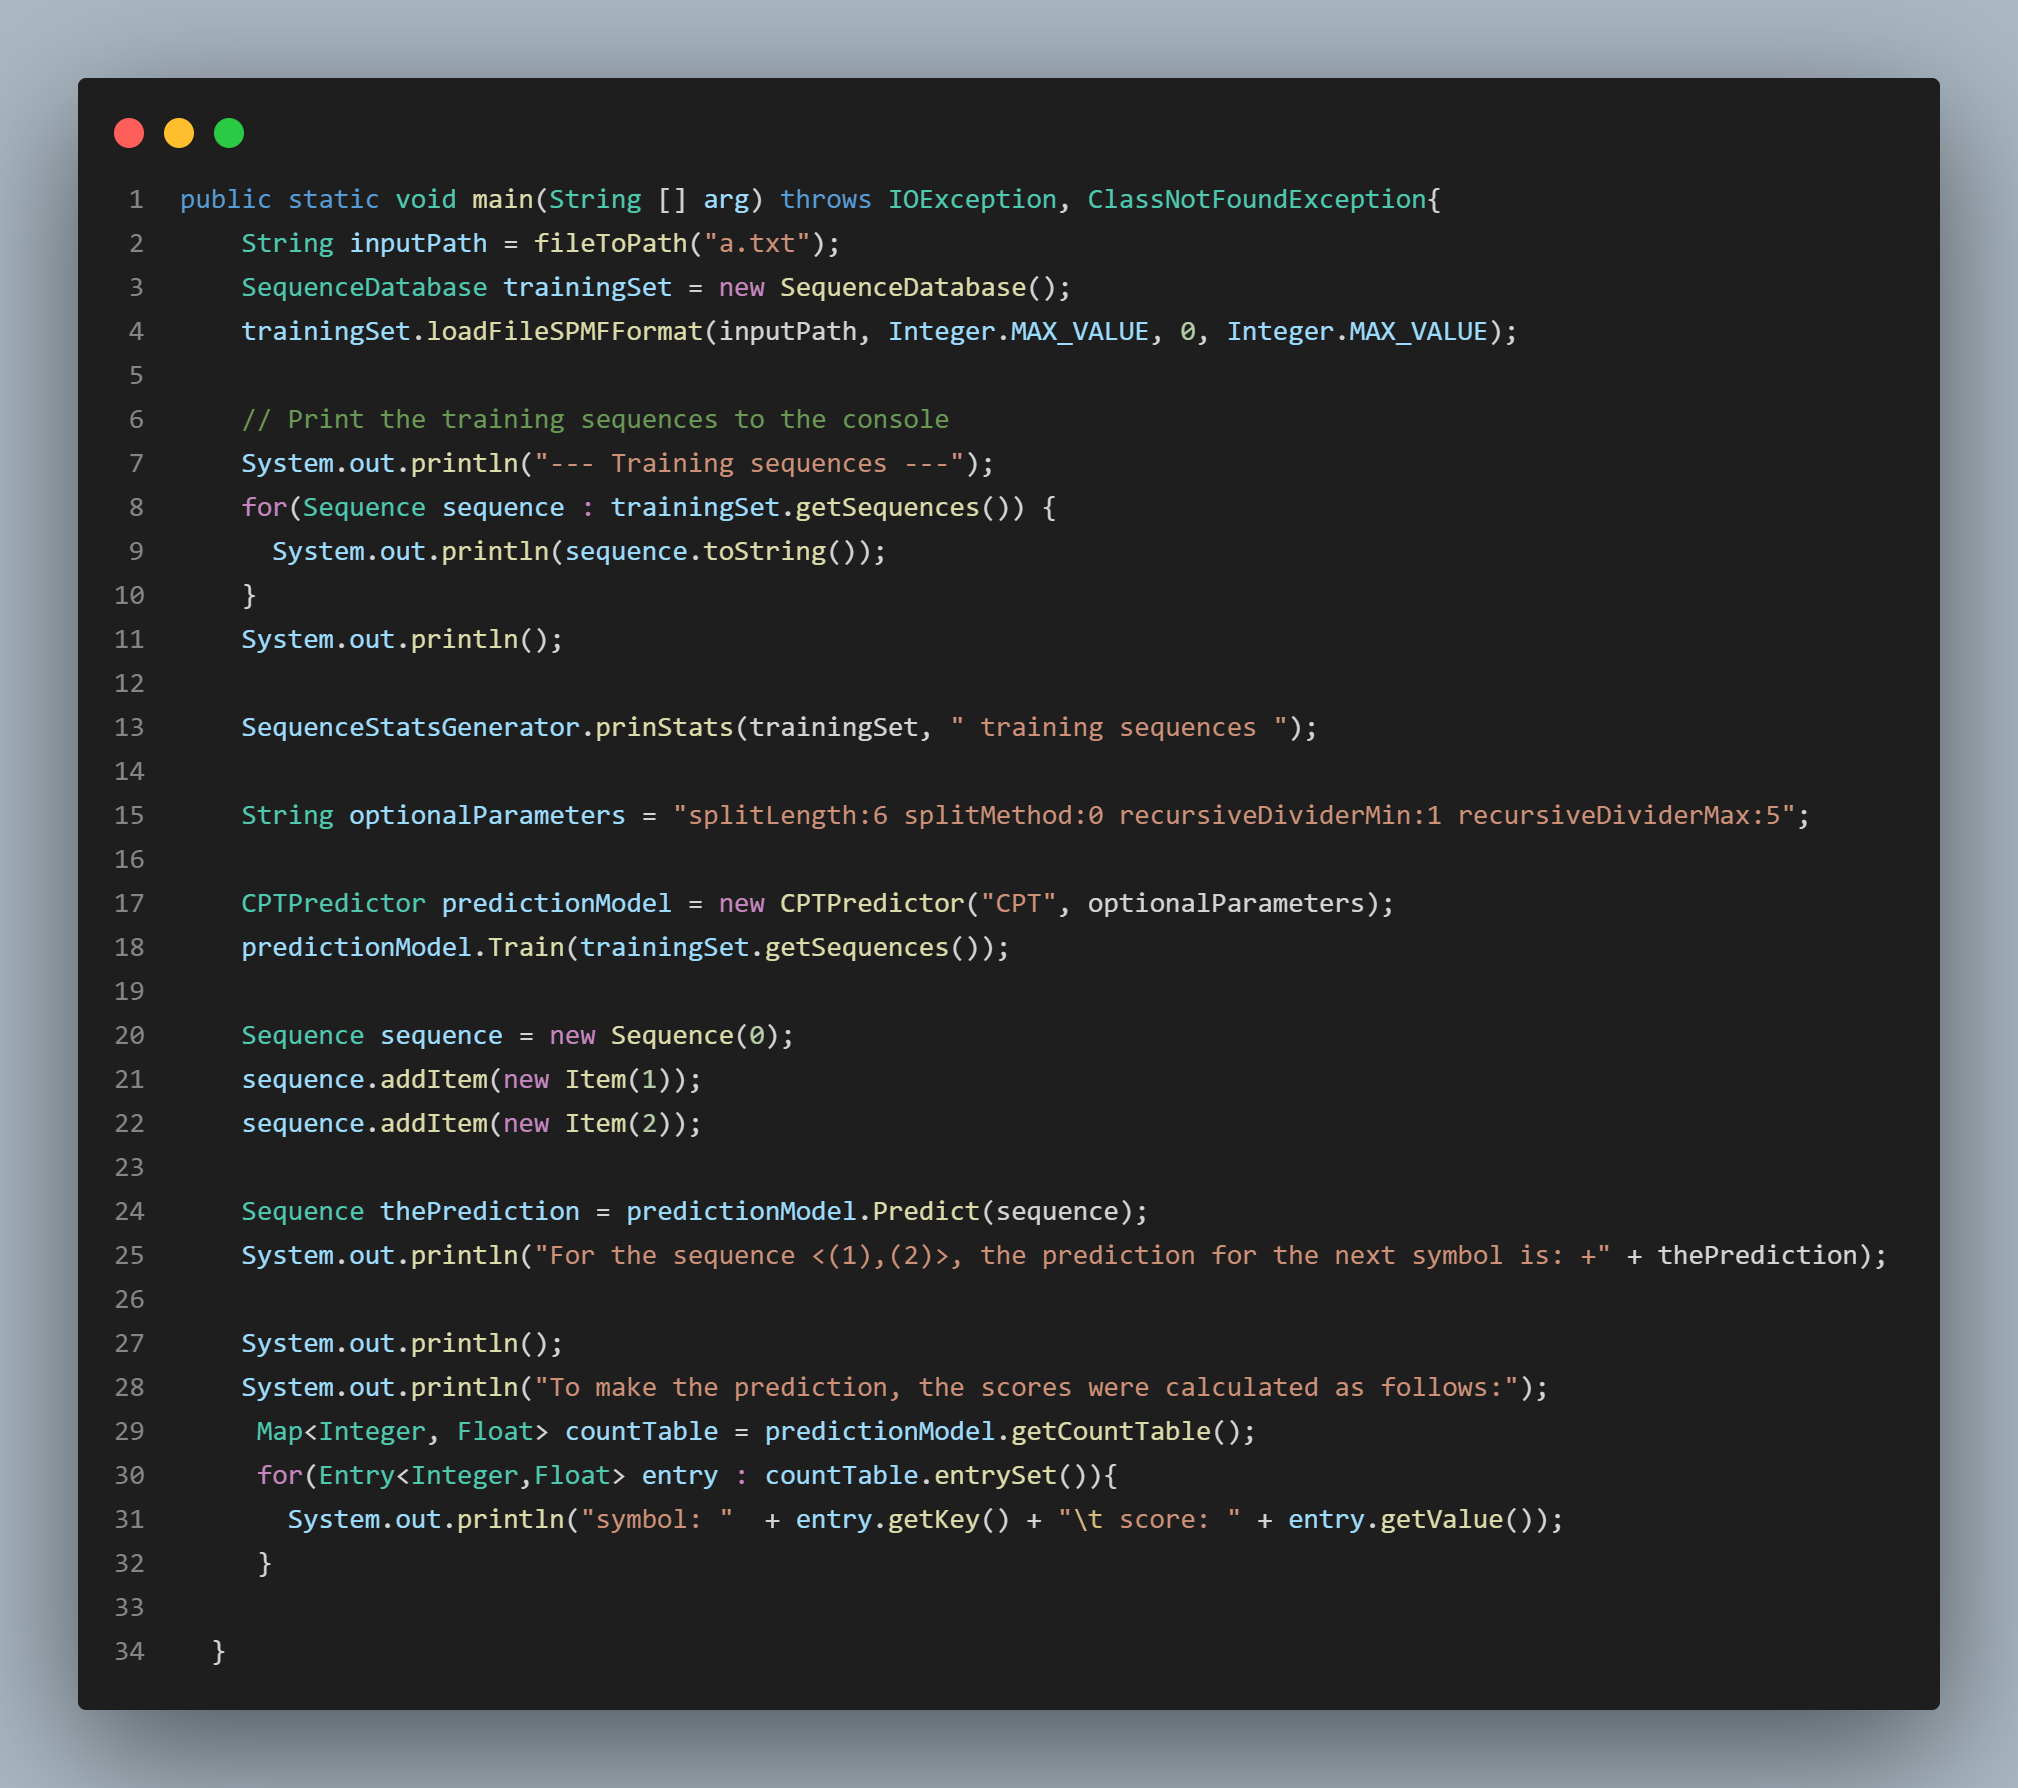 1 public static void main(String [] arg) throws IOException, ClassNotFoundException{
2 String inputPath = fileToPath("a.txt");
3 SequenceDatabase trainingSet = new SequenceDatabase();
4 trainingSet.loadFileSPMFFormat(inputPath, Integer.MAX_VALUE, 0, Integer.MAX_VALUE);
5
6 // Print the training sequences to the console
7 System.out.println("--- Training sequences ---");
8 for(Sequence sequence : trainingSet.getSequences()) {
9 System.out.println(sequence.toString());
10 }
11 System.out.println();
12
13 SequenceStatsGenerator.prinStats(trainingSet, " training sequences ");
14
15 String optionalParameters = "splitLength:6 splitMethod:0 recursiveDividerMin:1 recursiveDividerMax:5";
16
17 CPTPredictor predictionModel = new CPTPredictor("CPT", optionalParameters);
18 predictionModel.Train(trainingSet.getSequences());
19
20 Sequence sequence = new Sequence(0);
21 sequence.addItem(new Item(1));
22 sequence.addItem(new Item(2));
23
24 Sequence thePrediction = predictionModel.Predict(sequence);
25 System.out.println("For the sequence <(1),(2)>, the prediction for the next symbol is: +" + thePrediction);
26
27 System.out.println();
28 System.out.println("To make the prediction, the scores were calculated as follows:");
29 Map<Integer, Float> countTable = predictionModel.getCountTable();
30 for(Entry<Integer,Float> entry : countTable.entrySet()){
31 System.out.println("symbol: "  + entry.getKey() + "\t score: " + entry.getValue());
32 }
33
34 }